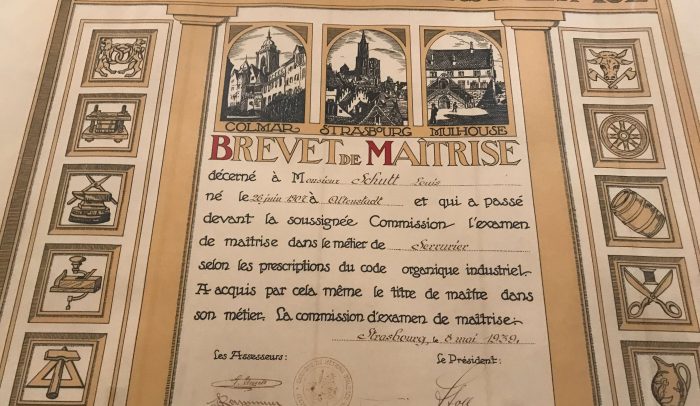 COLMAR STRASBOURG MULHOUSE
BREVET DE MAÎTRISE
décerné à Monsieur Schutt Louis
né le 26 juin 1907 à Altenstadt et qui a passé
devant la soussignée Commission l'examen
de maîtrise dans le métier de Serrurier
selon les prescriptions du code organique industriel.
A acquis par cela même le titre de maître dans
son métier. La commission d'examen de maîtrise:
Strasbourg, le 8 mai 1939.
Les Assesseurs: le Président:
Stoll